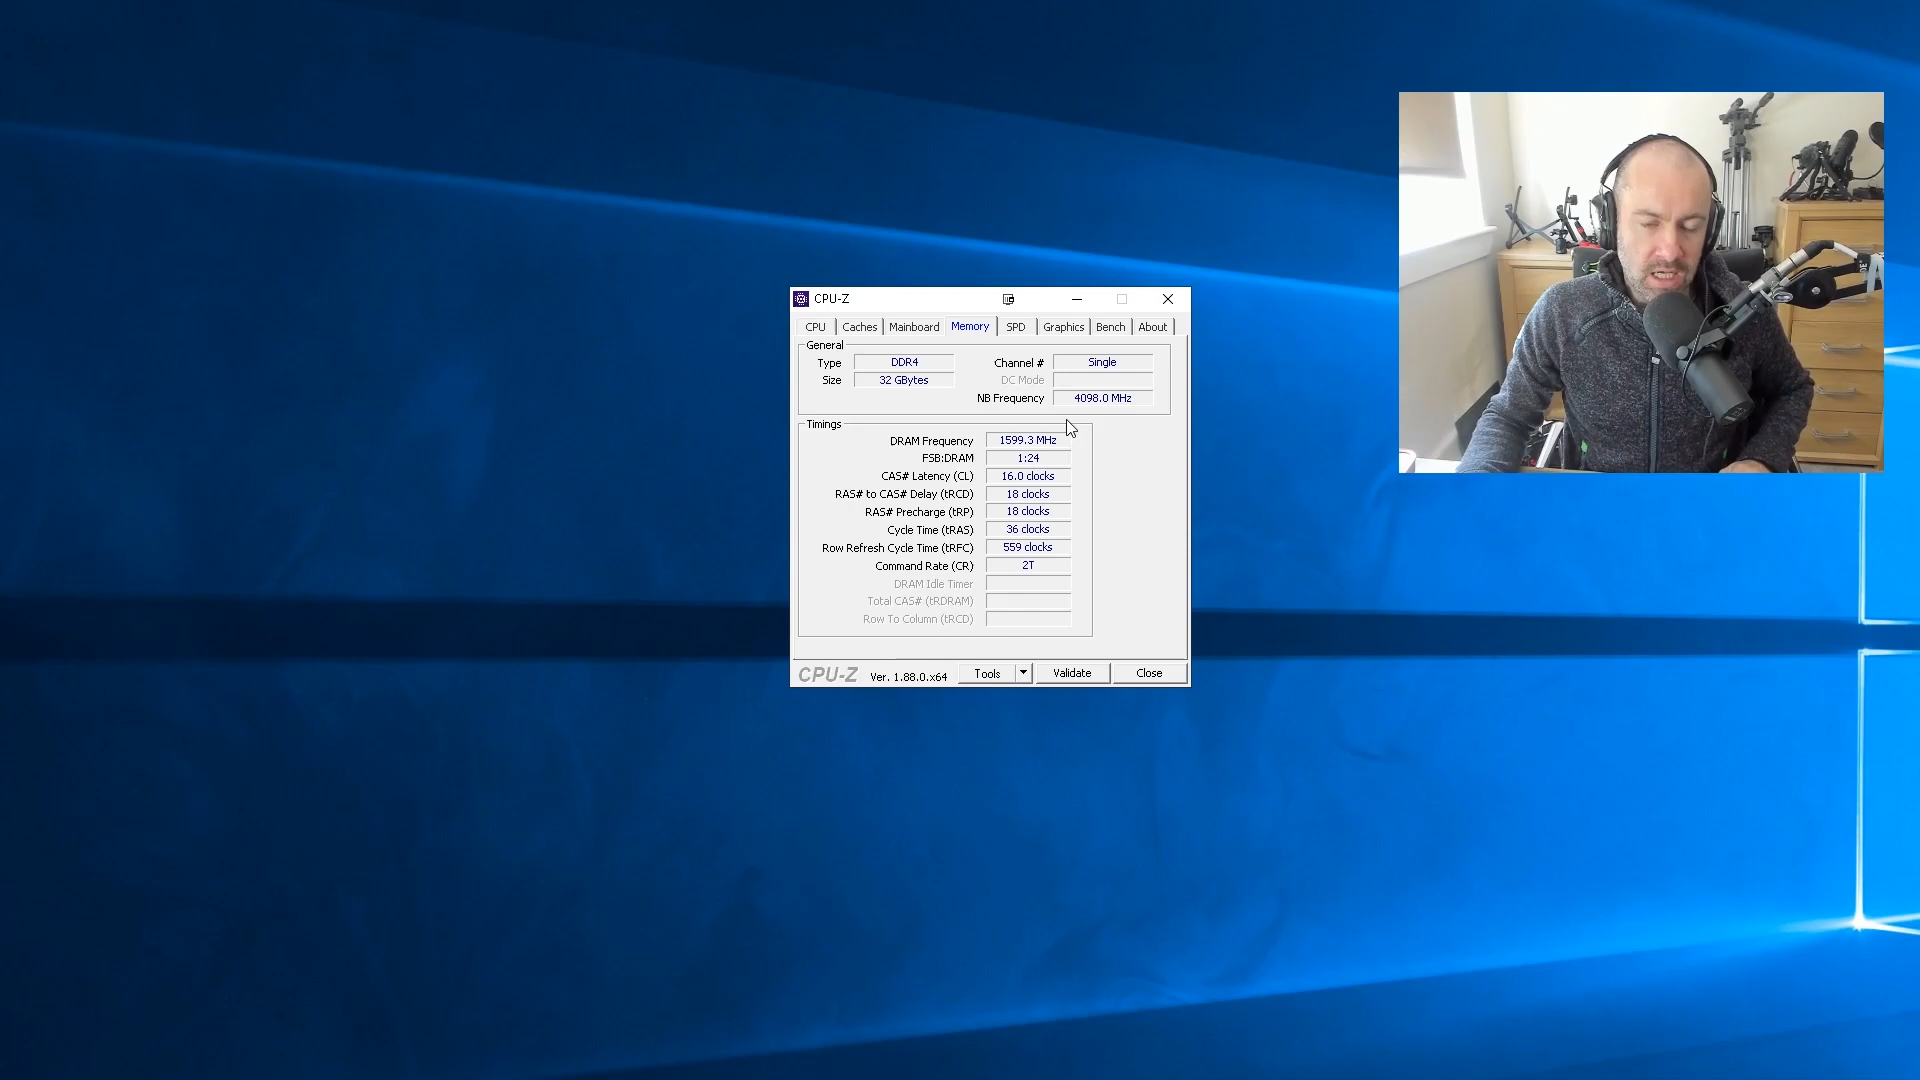 CPU-Z
CPU Caches Mainboard Memory SPD Graphics Bench About
General
Type DDR4 Channel # Single
Size 32 GBytes DC Mode
NB Frequency 4098.0 MHz
Timings
DRAM Frequency 1599.3 MHz
FSB:DRAM 1:24
CAS# Latency (CL) 16.0 clocks
RAS# to CAS# Delay (tRCD) 18 clocks
RAS# Precharge (tRP) 18 clocks
Cycle Time (tRAS) 36 clocks
Row Refresh Cycle Time (tRFC) 559 clocks
Command Rate (CR) 2T
DRAM Idle Timer
Total CAS# (tRDRAM)
Row To Column (tRCD)
CPU-Z Ver. 1.88.0.x64 Tools Validate Close